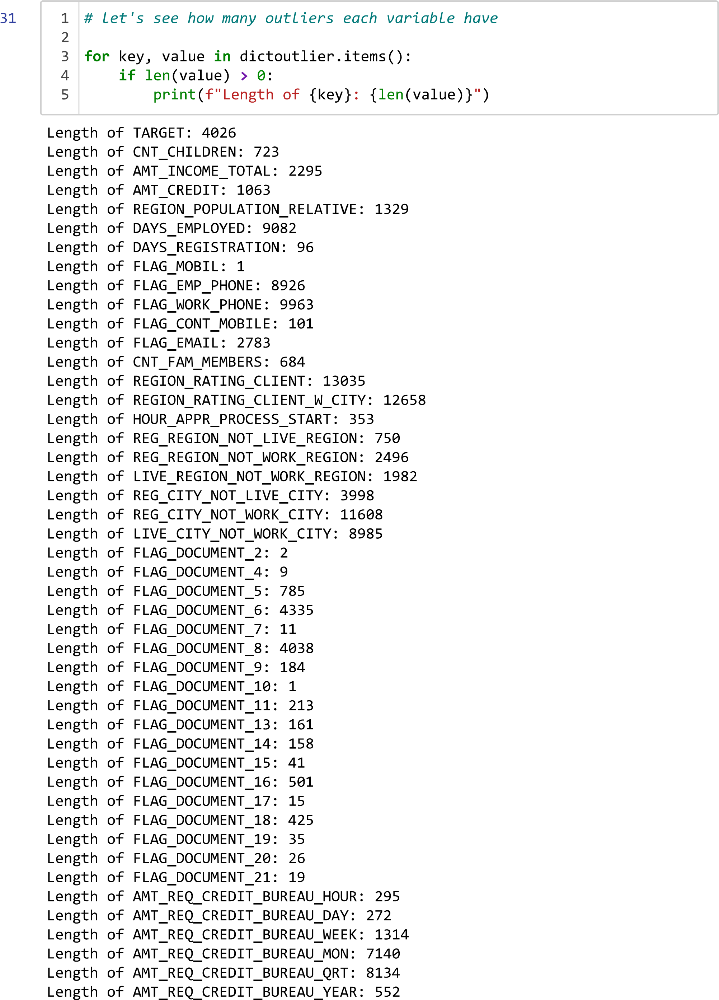 31
1 # let's see how many outliers each variable have
2
3 for key, value in dictoutlier.items():
4     if len(value) > 0:
5         print(f"Length of {key}: {len(value)}")
Length of TARGET: 4026
Length of CNT_CHILDREN: 723
Length of AMT_INCOME_TOTAL: 2295
Length of AMT_CREDIT: 1063
Length of REGION_POPULATION_RELATIVE: 1329
Length of DAYS_EMPLOYED: 9082
Length of DAYS_REGISTRATION: 96
Length of FLAG_MOBIL: 1
Length of FLAG_EMP_PHONE: 8926
Length of FLAG_WORK_PHONE: 9963
Length of FLAG_CONT_MOBILE: 101
Length of FLAG_EMAIL: 2783
Length of CNT_FAM_MEMBERS: 684
Length of REGION_RATING_CLIENT: 13035
Length of REGION_RATING_CLIENT_W_CITY: 12658
Length of HOUR_APPR_PROCESS_START: 353
Length of REG_REGION_NOT_LIVE_REGION: 750
Length of REG_REGION_NOT_WORK_REGION: 2496
Length of LIVE_REGION_NOT_WORK_REGION: 1982
Length of REG_CITY_NOT_LIVE_CITY: 3998
Length of REG_CITY_NOT_WORK_CITY: 11608
Length of LIVE_CITY_NOT_WORK_CITY: 8985
Length of FLAG_DOCUMENT_2: 2
Length of FLAG_DOCUMENT_4: 9
Length of FLAG_DOCUMENT_5: 785
Length of FLAG_DOCUMENT_6: 4335
Length of FLAG_DOCUMENT_7: 11
Length of FLAG_DOCUMENT_8: 4038
Length of FLAG_DOCUMENT_9: 184
Length of FLAG_DOCUMENT_10: 1
Length of FLAG_DOCUMENT_11: 213
Length of FLAG_DOCUMENT_13: 161
Length of FLAG_DOCUMENT_14: 158
Length of FLAG_DOCUMENT_15: 41
Length of FLAG_DOCUMENT_16: 501
Length of FLAG_DOCUMENT_17: 15
Length of FLAG_DOCUMENT_18: 425
Length of FLAG_DOCUMENT_19: 35
Length of FLAG_DOCUMENT_20: 26
Length of FLAG_DOCUMENT_21: 19
Length of AMT_REQ_CREDIT_BUREAU_HOUR: 295
Length of AMT_REQ_CREDIT_BUREAU_DAY: 272
Length of AMT_REQ_CREDIT_BUREAU_WEEK: 1314
Length of AMT_REQ_CREDIT_BUREAU_MON: 7140
Length of AMT_REQ_CREDIT_BUREAU_QRT: 8134
Length of AMT_REQ_CREDIT_BUREAU_YEAR: 552